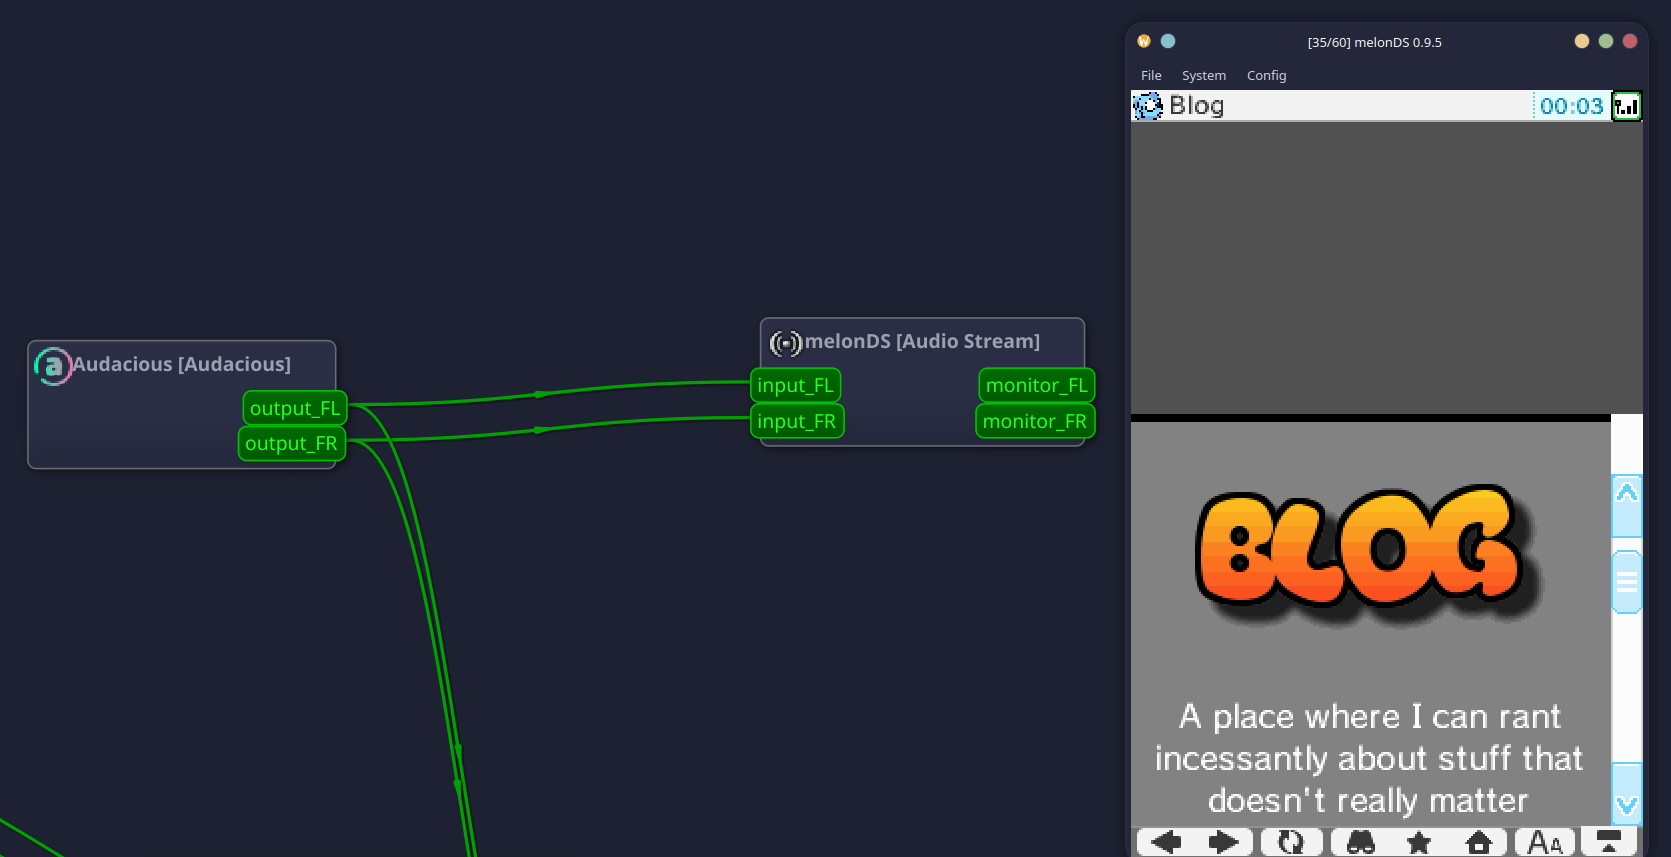 [35/60] melonDS 0.9.5
File System Config
Blog 00:03
Audacious [Audacious]
output_FL
output_FR
melonDS [Audio Stream]
input_FL monitor_FL
input_FR monitor_FR
BLOG
A place where I can rant
incessantly about stuff that
doesn't really matter
AA